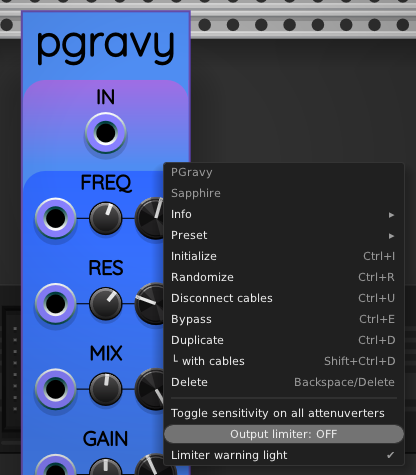 pgravy
IN
FREQ
RES
MIX
GAIN
PGravy
Sapphire
Info ▸
Preset ▸
Initialize Ctrl+I
Randomize Ctrl+R
Disconnect cables Ctrl+U
Bypass Ctrl+E
Duplicate Ctrl+D
└ with cables Shift+Ctrl+D
Delete Backspace/Delete
Toggle sensitivity on all attenuverters
Output limiter: OFF
Limiter warning light ✔